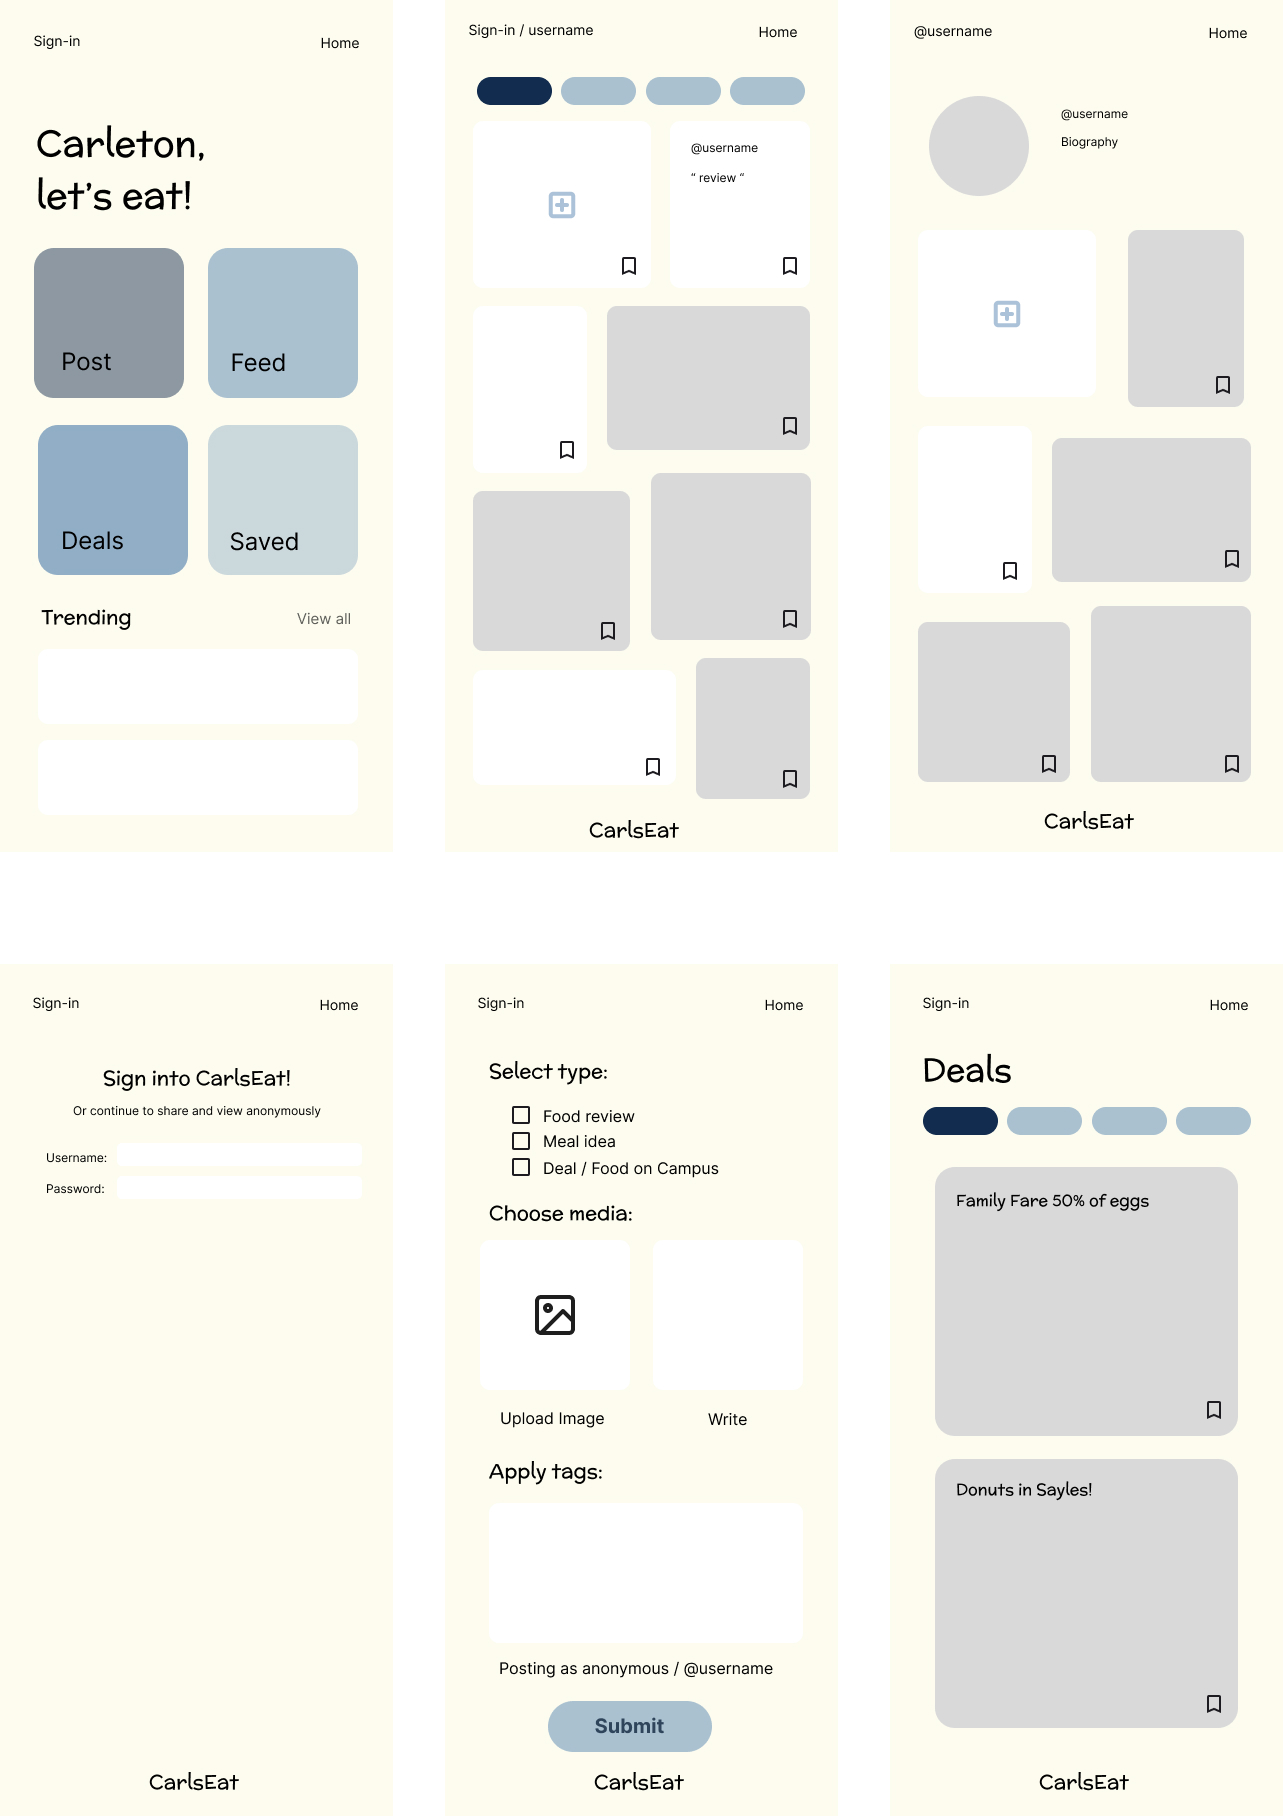 Sign-in
Home
Carleton,
let's eat!
Post
Feed
Deals
Saved
Trending
View all
Sign-in / username
Home
@username
“ review “
CarlsEat
@username
Home
@username
Biography
CarlsEat
Sign-in
Home
Sign into CarlsEat!
Or continue to share and view anonymously
Username:
Password:
CarlsEat
Sign-in
Home
Select type:
Food review
Meal idea
Deal / Food on Campus
Choose media:
Upload Image
Write
Apply tags:
Posting as anonymous / @username
Submit
CarlsEat
Sign-in
Home
Deals
Family Fare 50% of eggs
Donuts in Sayles!
CarlsEat